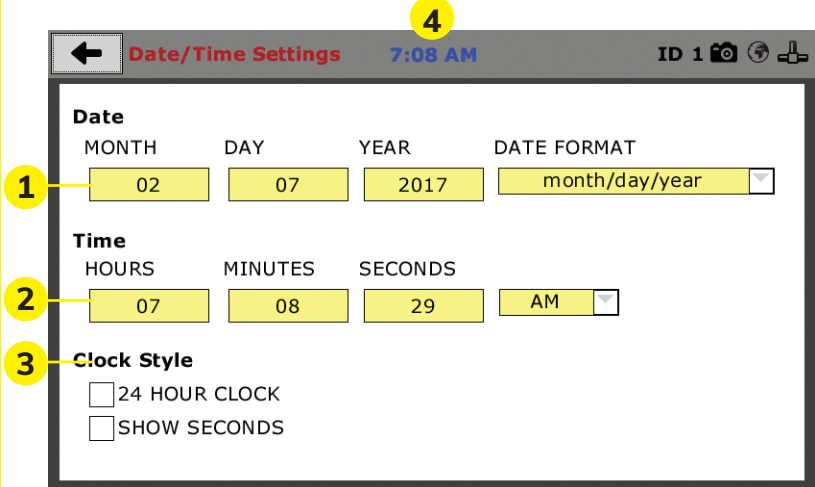 4
Date/Time Settings 7:08 AM ID 1
Date
MONTH DAY YEAR DATE FORMAT
1 02 07 2017 month/day/year
Time
HOURS MINUTES SECONDS
2 07 08 29 AM
3 Clock Style
24 HOUR CLOCK
SHOW SECONDS